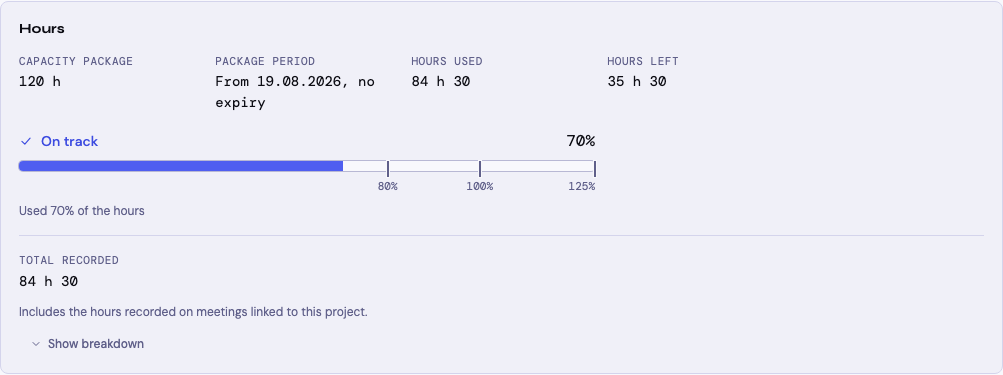 Hours
CAPACITY PACKAGE
120 h
PACKAGE PERIOD
From 19.08.2026, no
expiry
HOURS USED
84 h 30
HOURS LEFT
35 h 30
On track
70%
80%
100%
125%
Used 70% of the hours
TOTAL RECORDED
84 h 30
Includes the hours recorded on meetings linked to this project.
Show breakdown